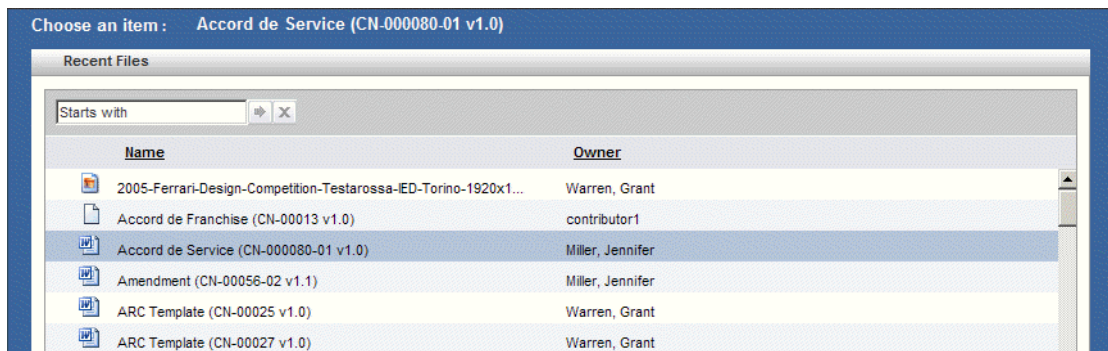 Choose an item : Accord de Service (CN-000080-01 v1.0)
Recent Files
Starts with
Name Owner
2005-Ferrari-Design-Competition-Testarossa-IED-Torino-1920x1... Warren, Grant
Accord de Franchise (CN-00013 v1.0) contributor1
Accord de Service (CN-000080-01 v1.0) Miller, Jennifer
Amendment (CN-00056-02 v1.1) Miller, Jennifer
ARC Template (CN-00025 v1.0) Warren, Grant
ARC Template (CN-00027 v1.0) Warren, Grant